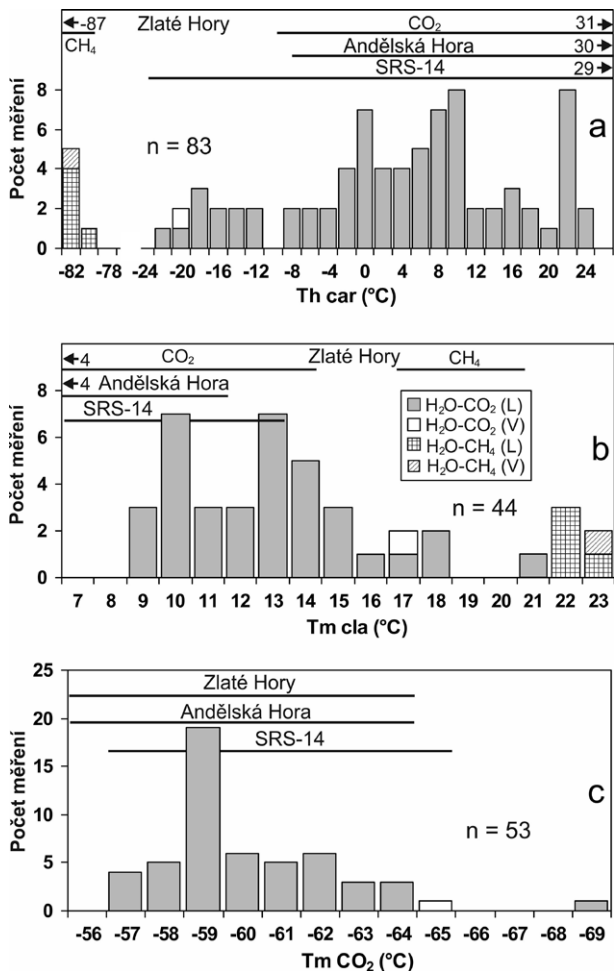 -87 Zlaté Hory CO₂ 31
CH₄ Andělská Hora 30
SRS-14 29
8
6
4
2
0
Počet měření
n = 83
a
-82 -78 -24 -20 -16 -12 -8 -4 0 4 8 12 16 20 24
Th car (°C)
4 CO₂ Zlaté Hory CH₄
4 Andělská Hora
SRS-14
8
6
4
2
0
Počet měření
H₂O-CO₂ (L)
H₂O-CO₂ (V)
H₂O-CH₄ (L)
H₂O-CH₄ (V)
b
n = 44
7 8 9 10 11 12 13 14 15 16 17 18 19 20 21 22 23
Tm cla (°C)
Zlaté Hory
Andělská Hora
SRS-14
25
20
15
10
5
0
Počet měření
c
n = 53
-56 -57 -58 -59 -60 -61 -62 -63 -64 -65 -66 -67 -68 -69
Tm CO₂ (°C)